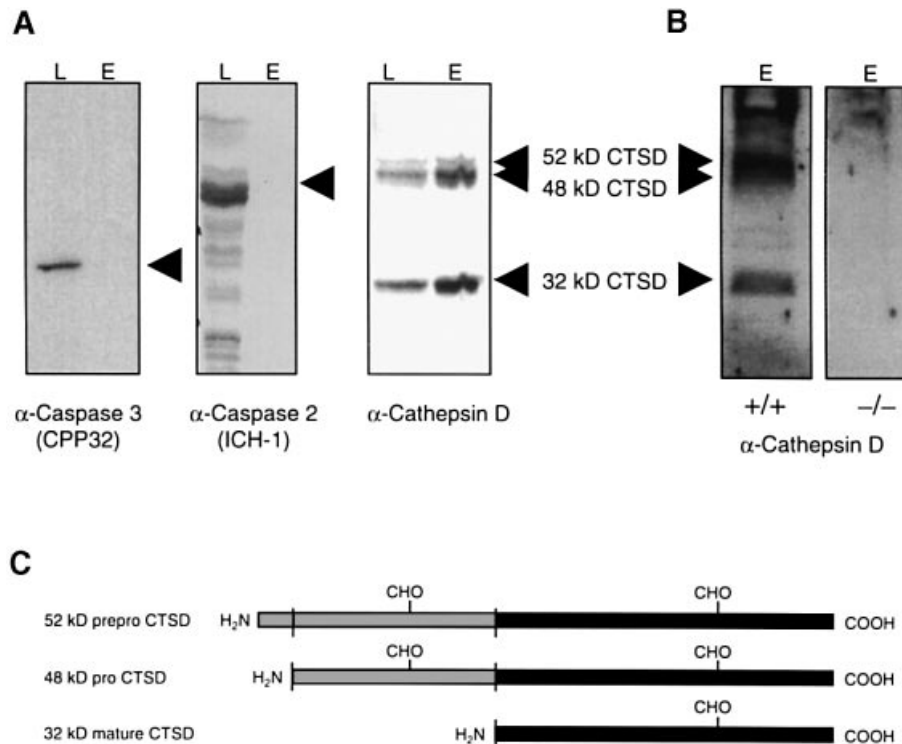 A
B
L E
L E
L E
E
E
52 kD CTSD
48 kD CTSD
32 kD CTSD
α-Caspase 3
(CPP32)
α-Caspase 2
(ICH-1)
α-Cathepsin D
+/+
–/–
α-Cathepsin D
C
CHO CHO
52 kD prepro CTSD H₂N COOH
CHO CHO
48 kD pro CTSD H₂N COOH
CHO
32 kD mature CTSD H₂N COOH